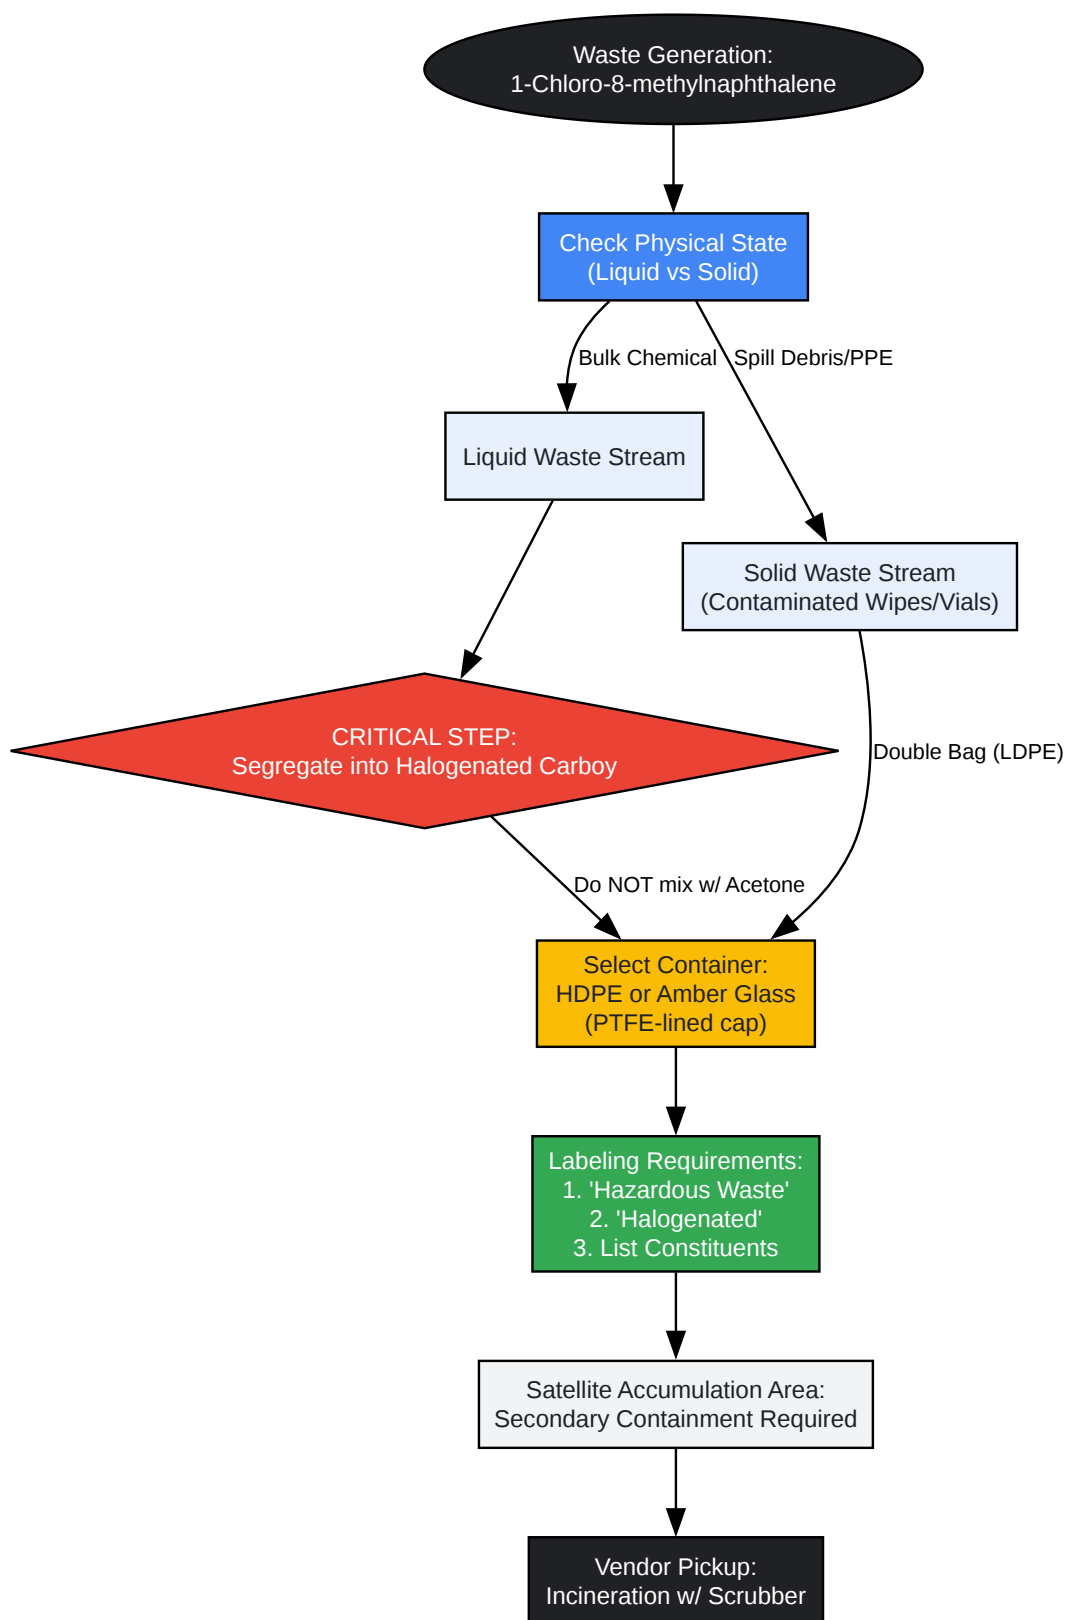 Waste Generation:
1-Chloro-8-methylnaphthalene
Check Physical State
(Liquid vs Solid)
Bulk Chemical
Spill Debris/PPE
Liquid Waste Stream
Solid Waste Stream
(Contaminated Wipes/Vials)
CRITICAL STEP:
Segregate into Halogenated Carboy
Double Bag (LDPE)
Do NOT mix w/ Acetone
Select Container:
HDPE or Amber Glass
(PTFE-lined cap)
Labeling Requirements:
1. 'Hazardous Waste'
2. 'Halogenated'
3. List Constituents
Satellite Accumulation Area:
Secondary Containment Required
Vendor Pickup:
Incineration w/ Scrubber